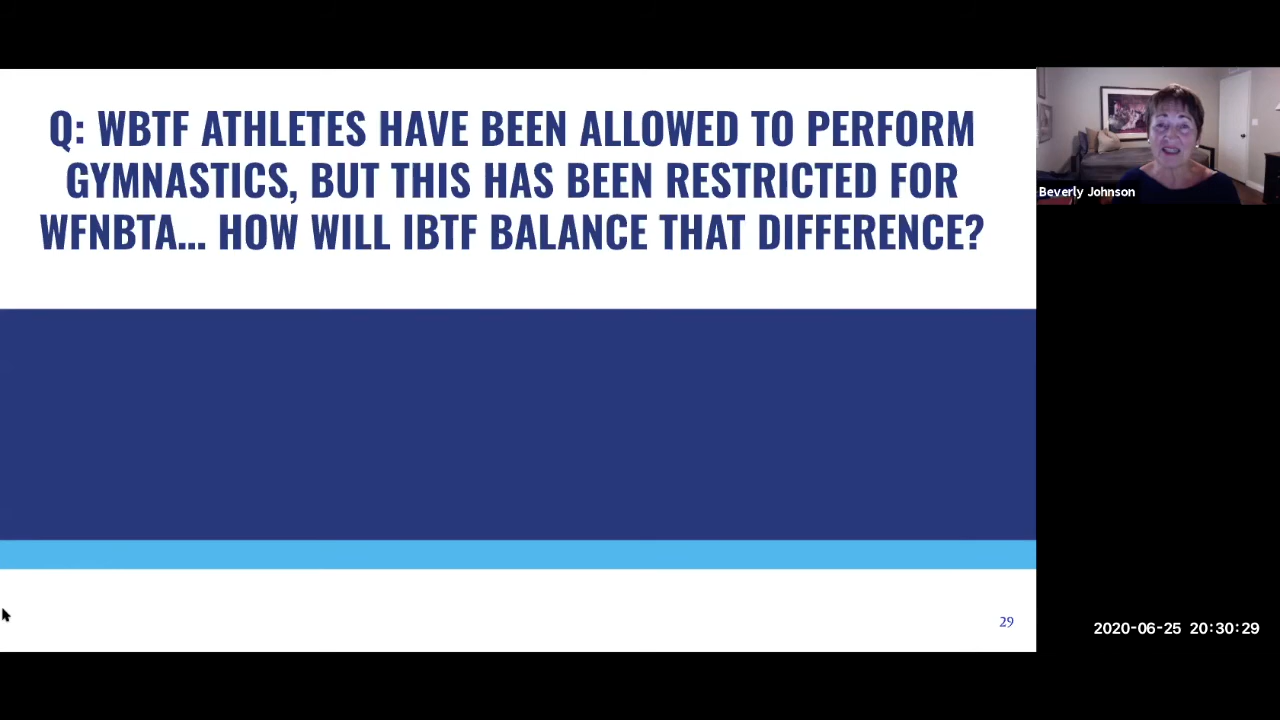 Q: WBTF ATHLETES HAVE BEEN ALLOWED TO PERFORM
GYMNASTICS, BUT THIS HAS BEEN RESTRICTED FOR
WFNBTA... HOW WILL IBTF BALANCE THAT DIFFERENCE?
Beverly Johnson
29
2020-06-25 20:30:29